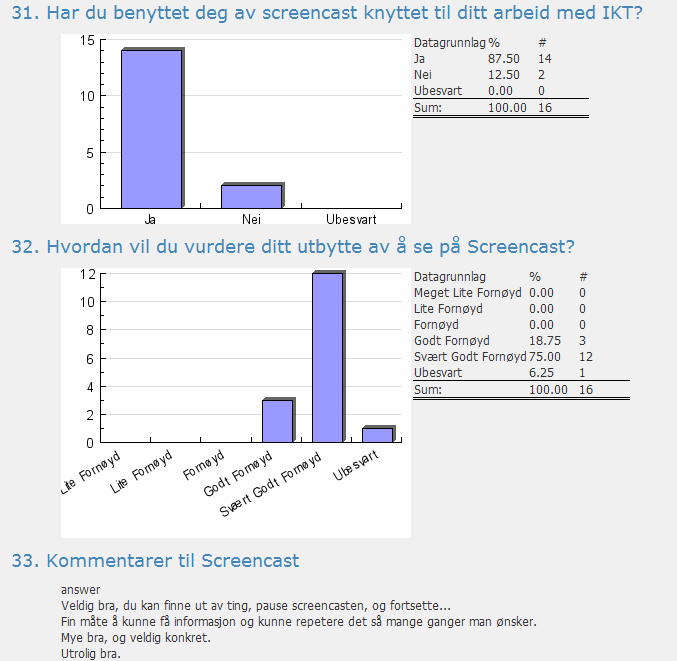 31. Har du benyttet deg av screencast knyttet til ditt arbeid med IKT?
15
10
5
0
Ja Nei Ubesvart
Datagrunnlag % #
Ja 87.50 14
Nei 12.50 2
Ubesvart 0.00 0
Sum: 100.00 16
32. Hvordan vil du vurdere ditt utbytte av å se på Screencast?
12
10
8
6
4
2
0
Lite Fornøyd
Lite Fornøyd
Fornøyd
Godt Fornøyd
Svært Godt Fornøyd
Ubesvart
Datagrunnlag % #
Meget Lite Fornøyd 0.00 0
Lite Fornøyd 0.00 0
Fornøyd 0.00 0
Godt Fornøyd 18.75 3
Svært Godt Fornøyd 75.00 12
Ubesvart 6.25 1
Sum: 100.00 16
33. Kommentarer til Screencast
answer
Veldig bra, du kan finne ut av ting, pause screencasten, og fortsette...
Fin måte å kunne få informasjon og kunne repetere det så mange ganger man ønsker.
Mye bra, og veldig konkret.
Utrolig bra.